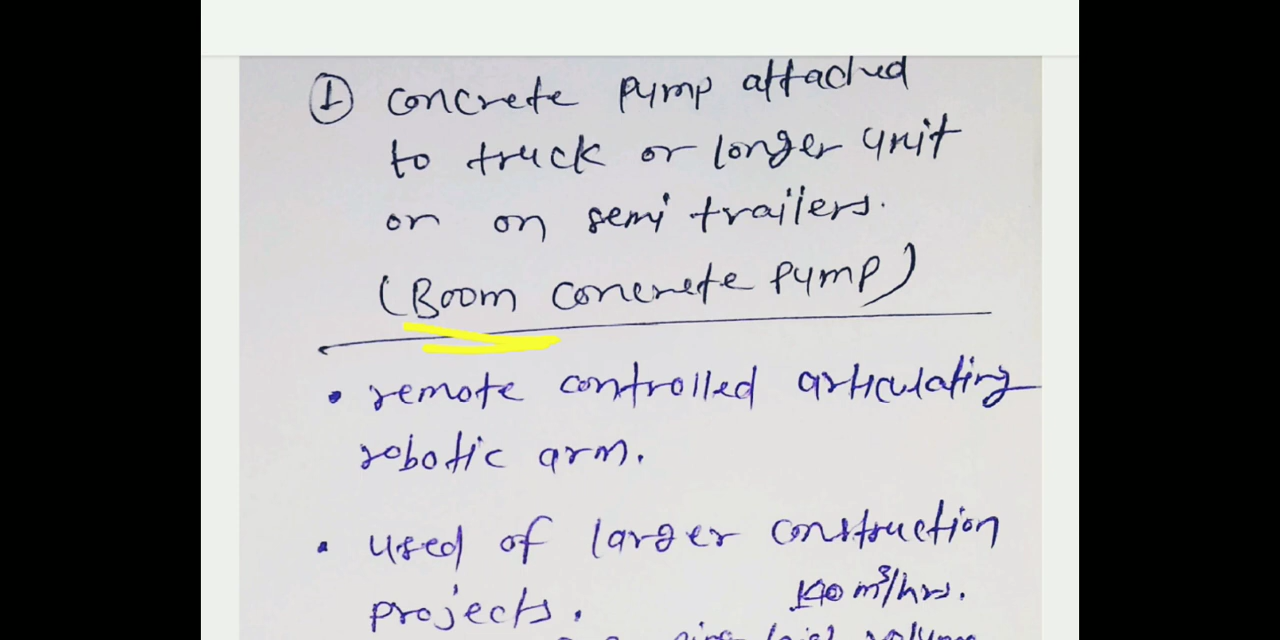 ① concrete pump attached
to truck or longer unit
or on semi trailers.
(Boom concrete pump)
• remote controlled articulating
robotic arm.
• used of larger construction
projects.
140 m³/hrs.
volume